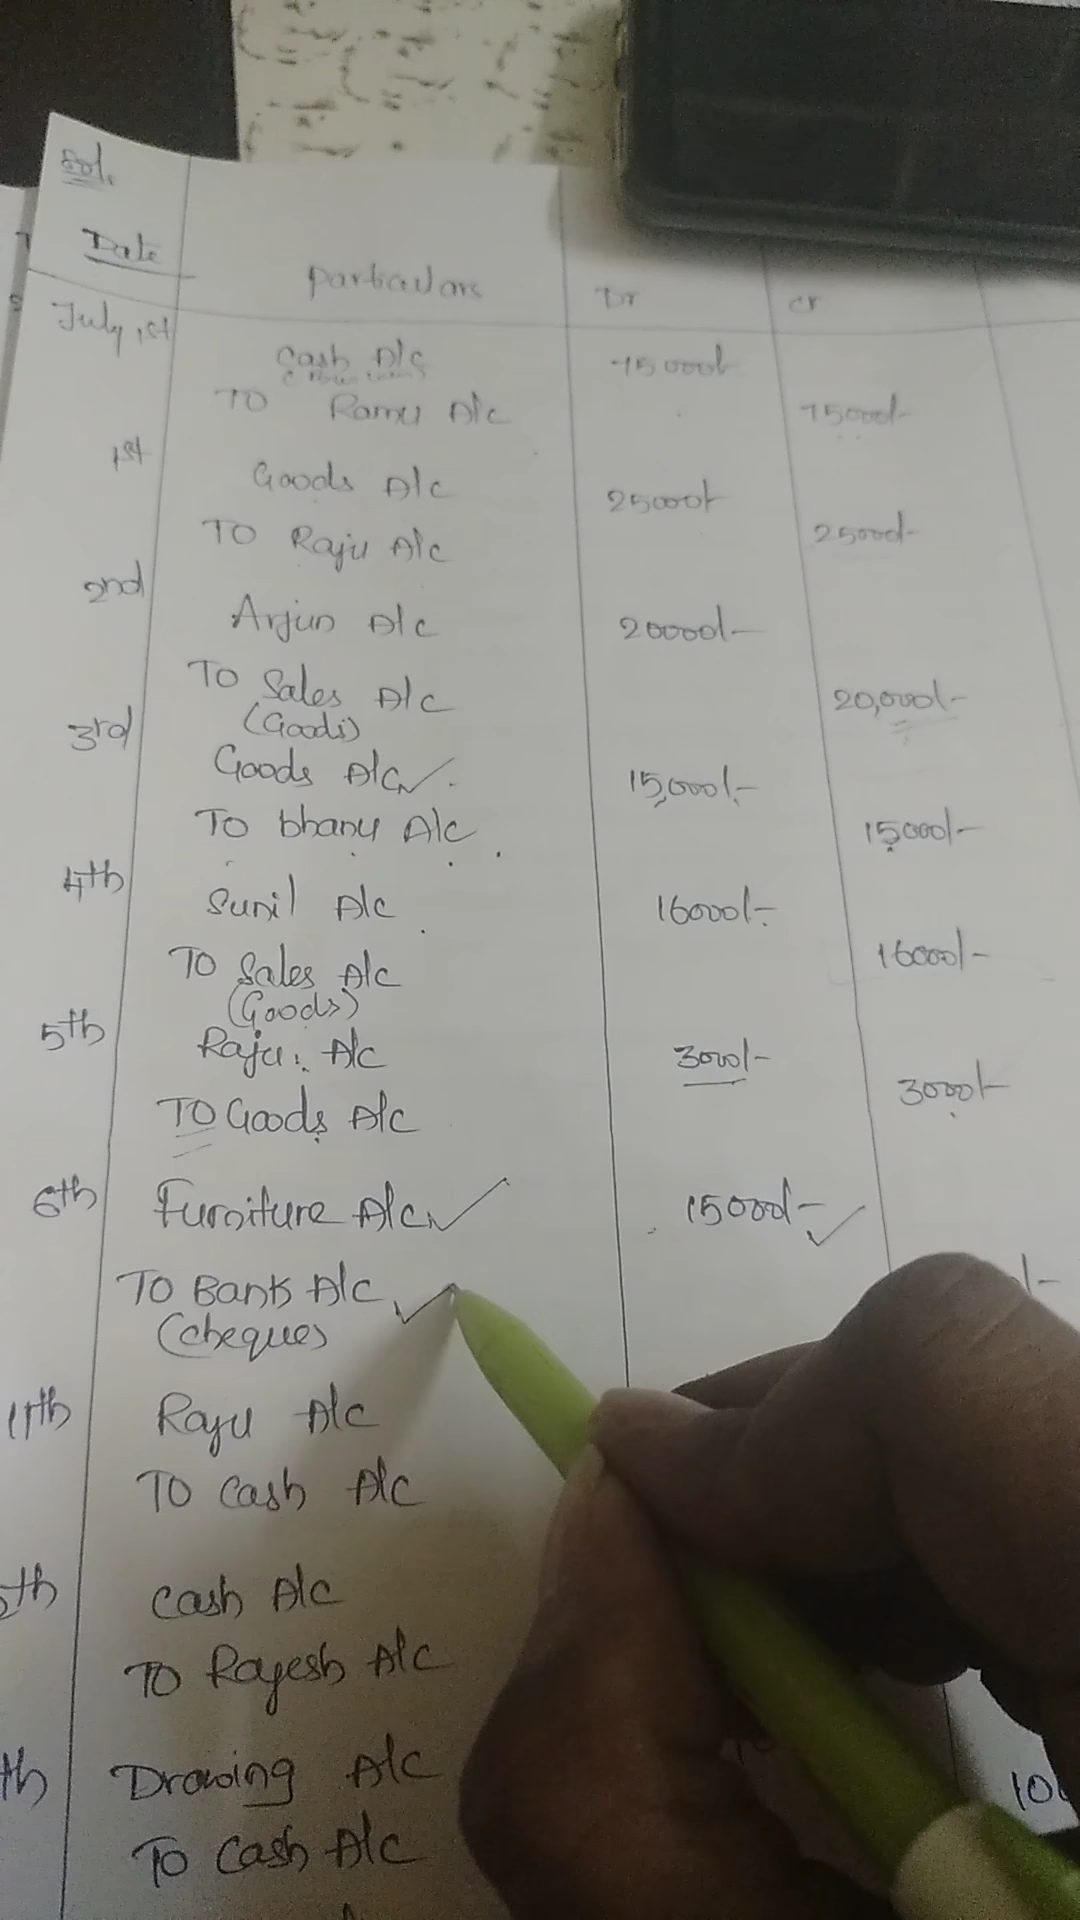 Sol.
Date Particulars Dr Cr
July 1st Cash A/c 75000/-
TO Ramu A/c 75000/-
1st Goods A/c 25000/-
TO Raju A/c 25000/-
2nd Arjun A/c 20000/-
TO Sales A/c 20,000/-
(Goods)
3rd Goods A/c 15,000/-
TO bhanu A/c 15000/-
4th Sunil A/c 16000/-
TO Sales A/c 16000/-
(Goods)
5th Raju A/c 3000/-
TO Goods A/c 3000/-
6th Furniture A/c 15000/-
TO Bank A/c
(cheques)
11th Raju A/c
TO Cash A/c
Cash A/c
TO Rajesh A/c
Drawing A/c
TO Cash A/c